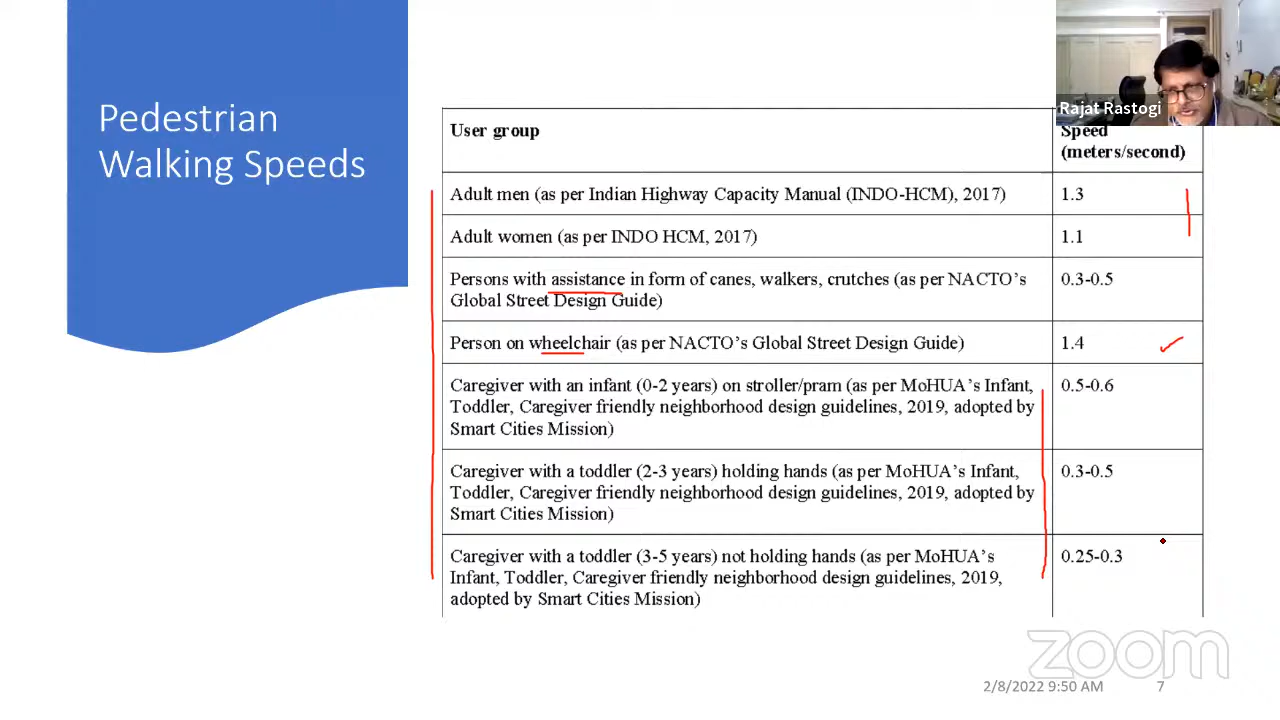 Pedestrian
Walking Speeds
Rajat Rastogi
User group
Speed
(meters/second)
Adult men (as per Indian Highway Capacity Manual (INDO-HCM), 2017)
1.3
Adult women (as per INDO HCM, 2017)
1.1
Persons with assistance in form of canes, walkers, crutches (as per NACTO's
Global Street Design Guide)
0.3-0.5
Person on wheelchair (as per NACTO's Global Street Design Guide)
1.4
Caregiver with an infant (0-2 years) on stroller/pram (as per MoHUA's Infant,
Toddler, Caregiver friendly neighborhood design guidelines, 2019, adopted by
Smart Cities Mission)
0.5-0.6
Caregiver with a toddler (2-3 years) holding hands (as per MoHUA's Infant,
Toddler, Caregiver friendly neighborhood design guidelines, 2019, adopted by
Smart Cities Mission)
0.3-0.5
Caregiver with a toddler (3-5 years) not holding hands (as per MoHUA's
Infant, Toddler, Caregiver friendly neighborhood design guidelines, 2019,
adopted by Smart Cities Mission)
0.25-0.3
zoom
2/8/2022 9:50 AM
7